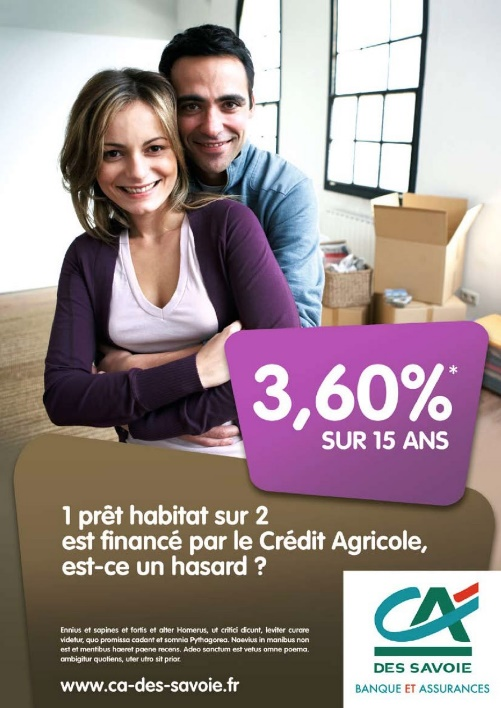 3,60%*
SUR 15 ANS
1 prêt habitat sur 2
est financé par le Crédit Agricole,
est-ce un hasard ?
Ennius et sapines et fortis et alter Homerus, ut critici dicunt, leviter curare
videtur, quo promissa cadant et somnia Pythagorea. Naevius in manibus non
est et mentibus haeret paene recens. Adeo sanctum est vetus omne poema.
ambigitur quotiens, uter utro sit prior.
www.ca-des-savoie.fr
CA
DES SAVOIE
BANQUE ET ASSURANCES